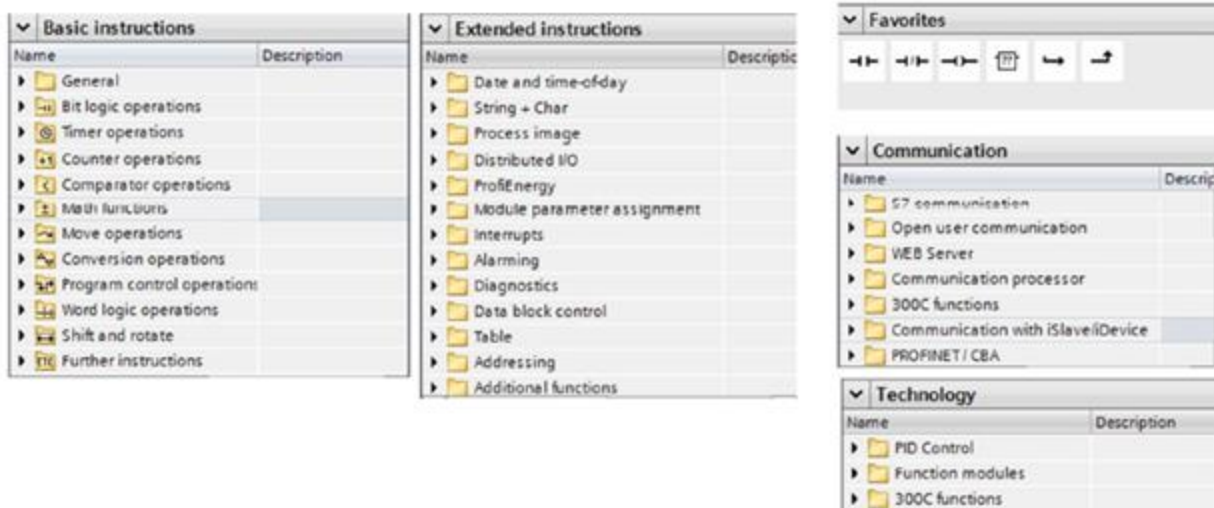 Basic instructions
Name Description
General
Bit logic operations
Timer operations
Counter operations
Comparator operations
Math functions
Move operations
Conversion operations
Program control operations
Word logic operations
Shift and rotate
Further instructions
Extended instructions
Name Descriptic
Date and time-of-day
String + Char
Process image
Distributed I/O
ProfiEnergy
Module parameter assignment
Interrupts
Alarming
Diagnostics
Data block control
Table
Addressing
Additional functions
Favorites
??
Communication
Name Descrip
S7 communication
Open user communication
WEB Server
Communication processor
300C functions
Communication with iSlave/iDevice
PROFINET / CBA
Technology
Name Description
PID Control
Function modules
300C functions